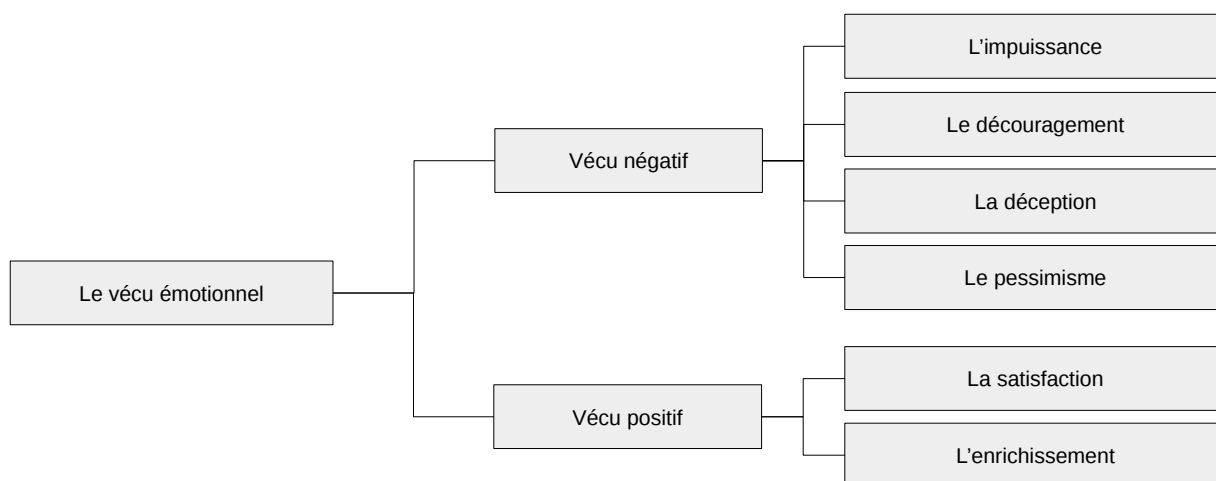 L’impuissance
Le découragement
Vécu négatif
La déception
Le pessimisme
Le vécu émotionnel
La satisfaction
Vécu positif
L’enrichissement